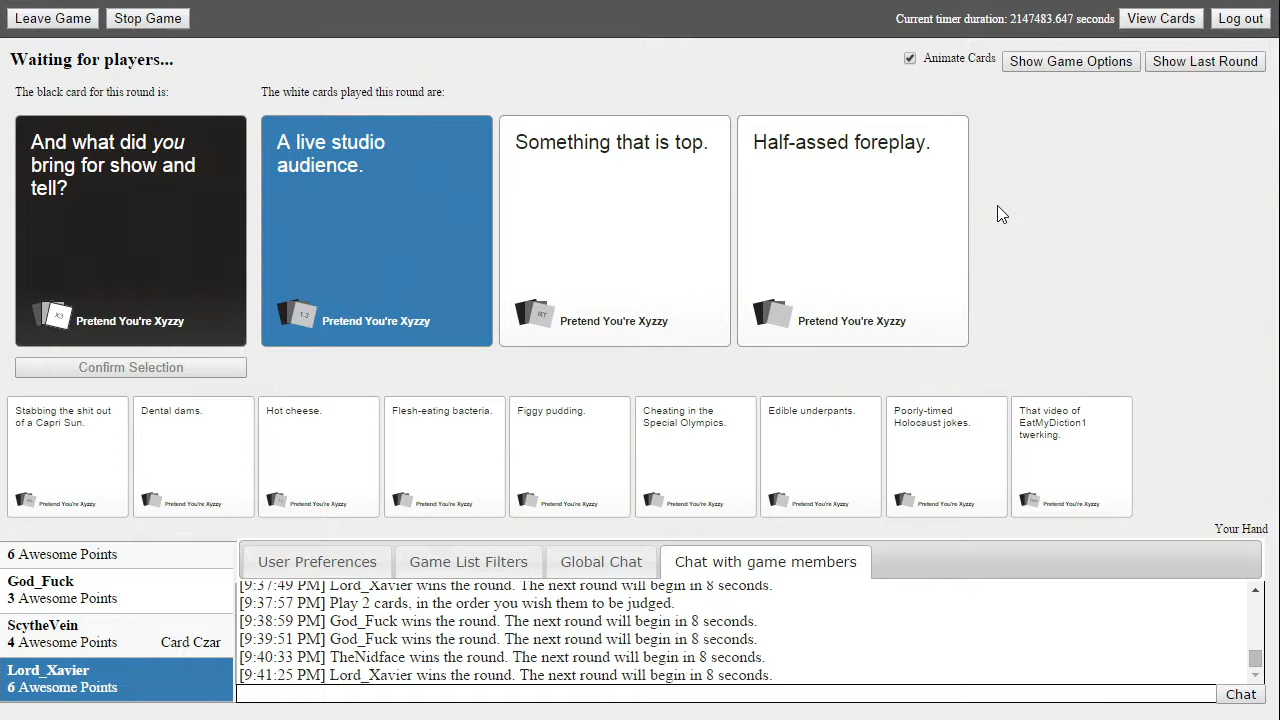 Leave Game
Stop Game
Current timer duration: 2147483.647 seconds
View Cards
Log out
Waiting for players...
Animate Cards
Show Game Options
Show Last Round
The black card for this round is:
The white cards played this round are:
And what did you
bring for show and
tell?
X3
Pretend You're Xyzzy
A live studio
audience.
1.3
Pretend You're Xyzzy
Something that is top.
RT
Pretend You're Xyzzy
Half-assed foreplay.
Pretend You're Xyzzy
Confirm Selection
Stabbing the shit out
of a Capri Sun.
Pretend You're Xyzzy
Dental dams.
Pretend You're Xyzzy
Hot cheese.
Pretend You're Xyzzy
Flesh-eating bacteria.
Pretend You're Xyzzy
Figgy pudding.
Pretend You're Xyzzy
Cheating in the
Special Olympics.
Pretend You're Xyzzy
Edible underpants.
Pretend You're Xyzzy
Poorly-timed
Holocaust jokes.
Pretend You're Xyzzy
That video of
EatMyDiction1
twerking.
Pretend You're Xyzzy
Your Hand
6 Awesome Points
God_Fuck
3 Awesome Points
ScytheVein
4 Awesome Points Card Czar
Lord_Xavier
6 Awesome Points
User Preferences
Game List Filters
Global Chat
Chat with game members
[9:37:49 PM] Lord_Xavier wins the round. The next round will begin in 8 seconds.
[9:37:57 PM] Play 2 cards, in the order you wish them to be judged.
[9:38:59 PM] God_Fuck wins the round. The next round will begin in 8 seconds.
[9:39:51 PM] God_Fuck wins the round. The next round will begin in 8 seconds.
[9:40:33 PM] TheNidface wins the round. The next round will begin in 8 seconds.
[9:41:25 PM] Lord_Xavier wins the round. The next round will begin in 8 seconds.
Chat